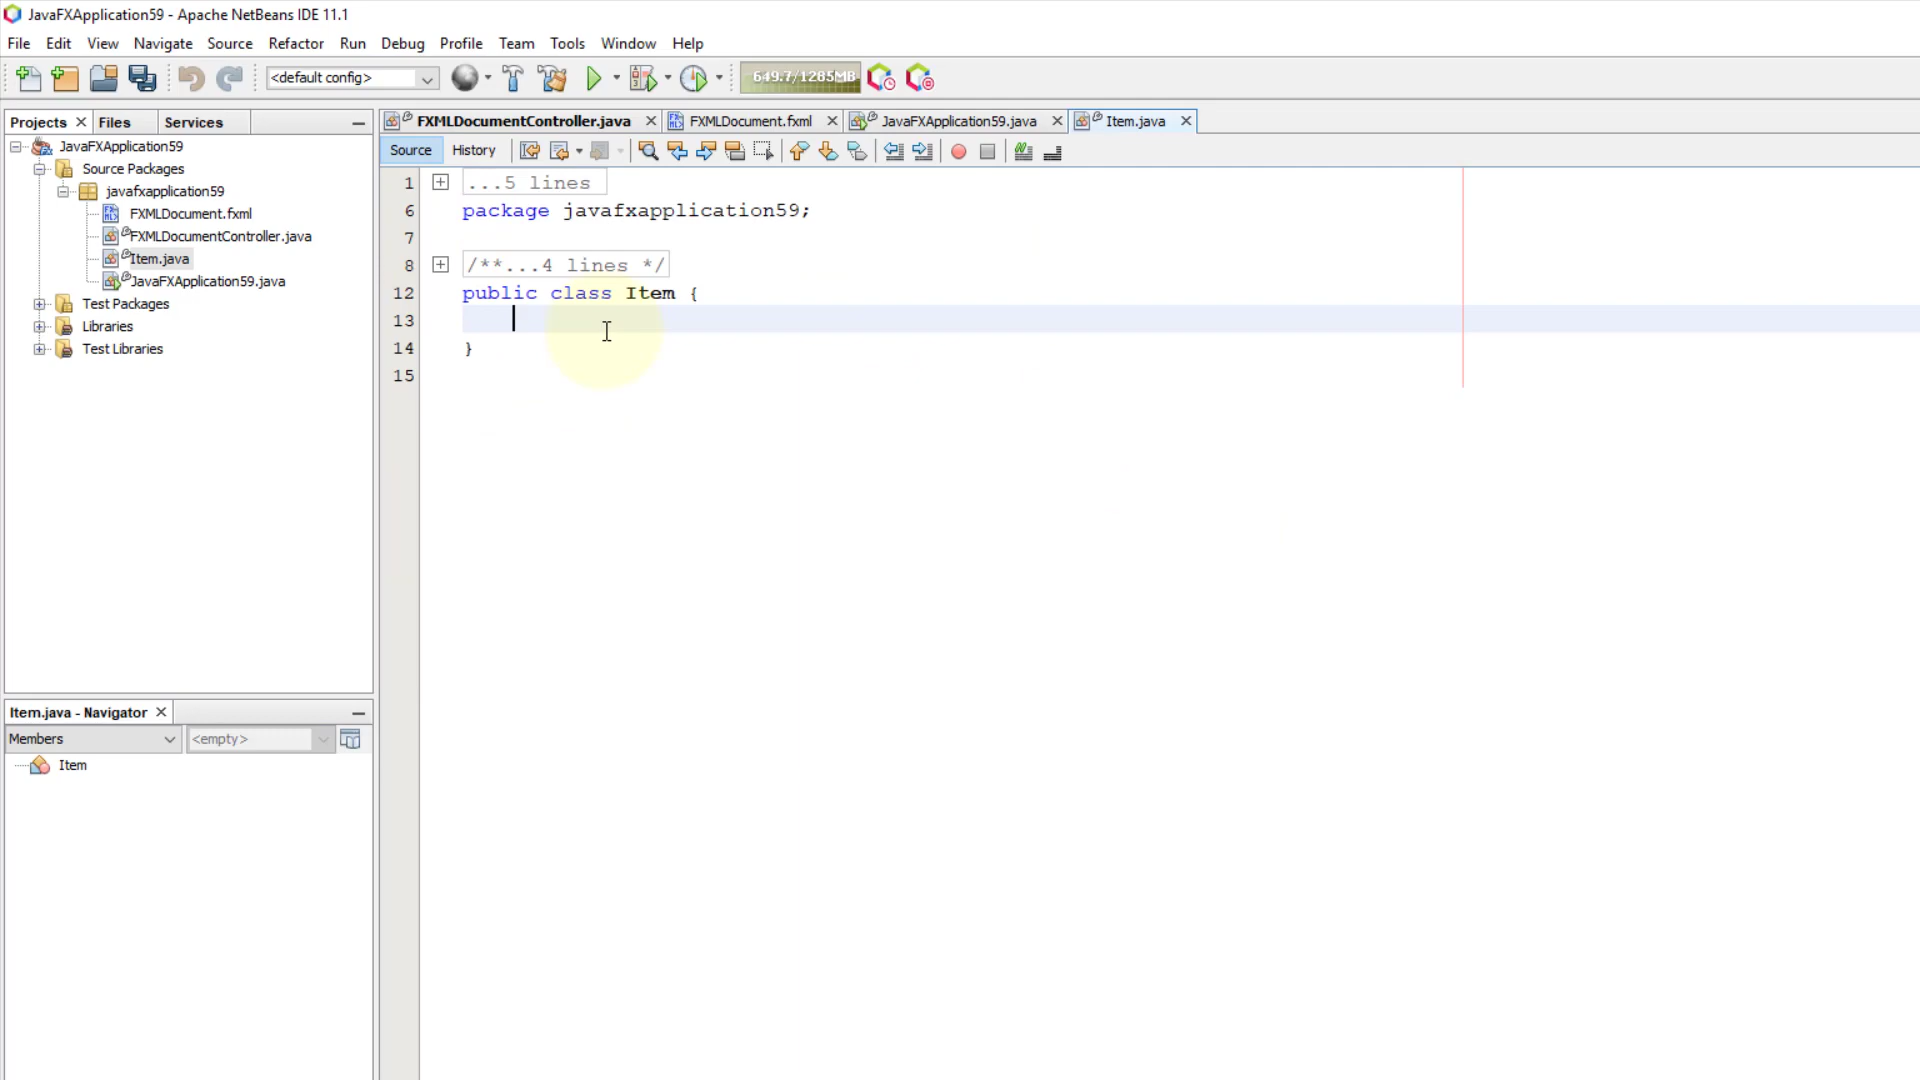 JavaFXApplication59 - Apache NetBeans IDE 11.1
File Edit View Navigate Source Refactor Run Debug Profile Team Tools Window Help
<default config> 649.7/1285MB
Projects Files Services
JavaFXApplication59
Source Packages
javafxapplication59
FXMLDocument.fxml
FXMLDocumentController.java
Item.java
JavaFXApplication59.java
Test Packages
Libraries
Test Libraries
Item.java - Navigator
Members <empty>
Item
FXMLDocumentController.java FXMLDocument.fxml JavaFXApplication59.java Item.java
Source History
1 ...5 lines
6 package javafxapplication59;
7
8 /**...4 lines */
12 public class Item {
13
14 }
15